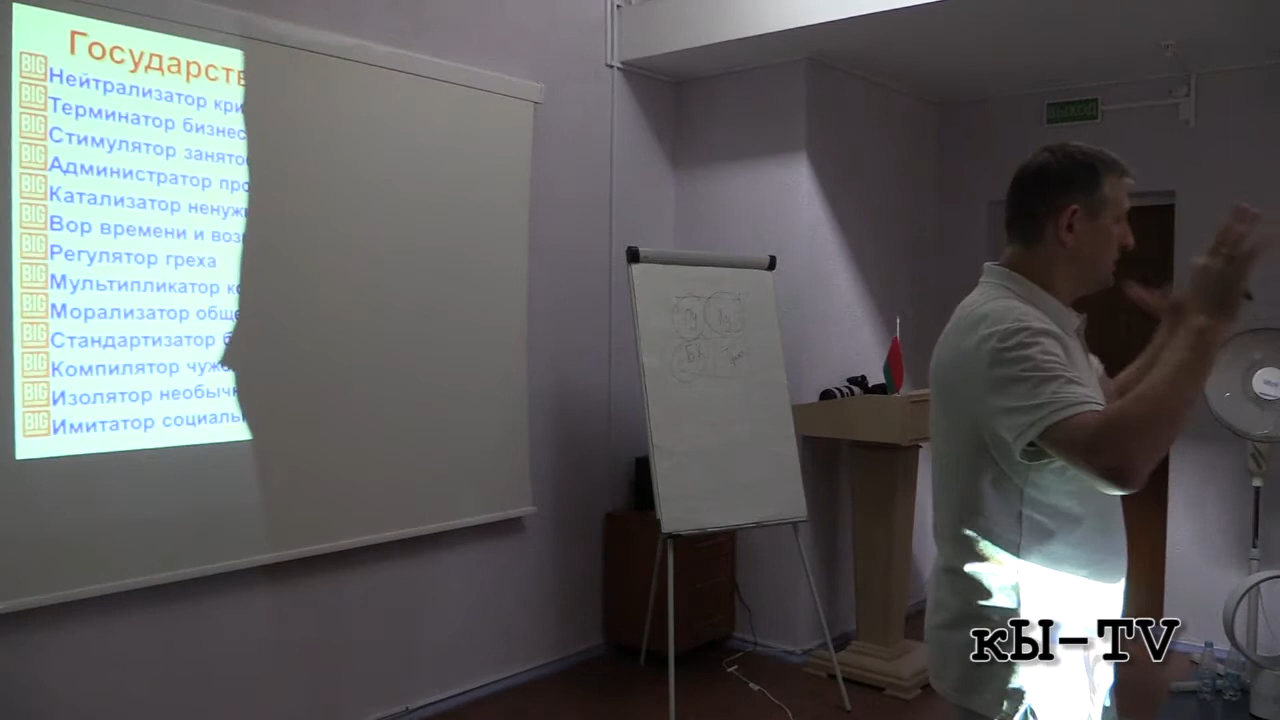 Государств
BIG Нейтрализатор кри
BIG Терминатор бизнес
BIG Стимулятор занято
BIG Администратор про
BIG Катализатор ненуж
BIG Вор времени и воз
BIG Регулятор греха
BIG Мультипликатор ко
BIG Морализатор обще
BIG Стандартизатор б
BIG Компилятор чуж
BIG Изолятор необыч
BIG Имитатор социаль
ВЫХОД
кЫ-TV